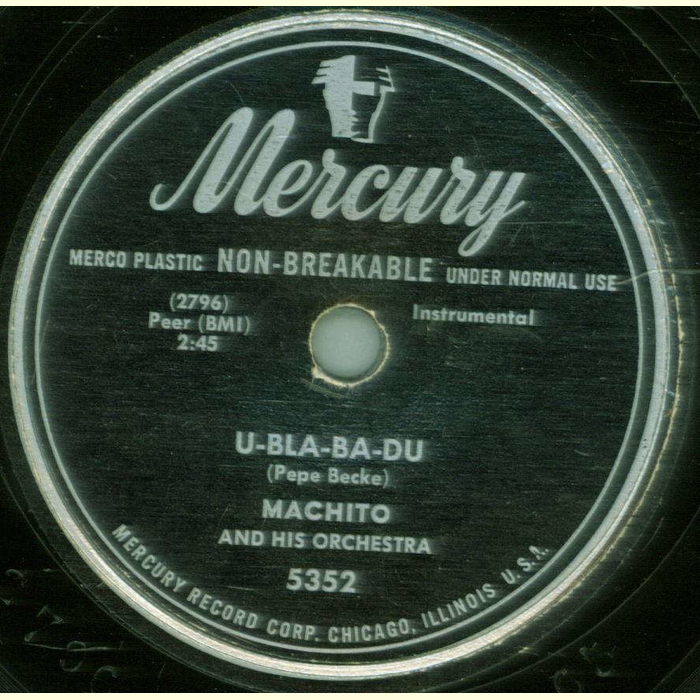 Mercury
MERCO PLASTIC NON-BREAKABLE UNDER NORMAL USE
(2796)
Peer (BMI)
2:45
Instrumental
U-BLA-BA-DU
(Pepe Becke)
MACHITO
AND HIS ORCHESTRA
5352
MERCURY RECORD CORP. CHICAGO, ILLINOIS U.S.A.